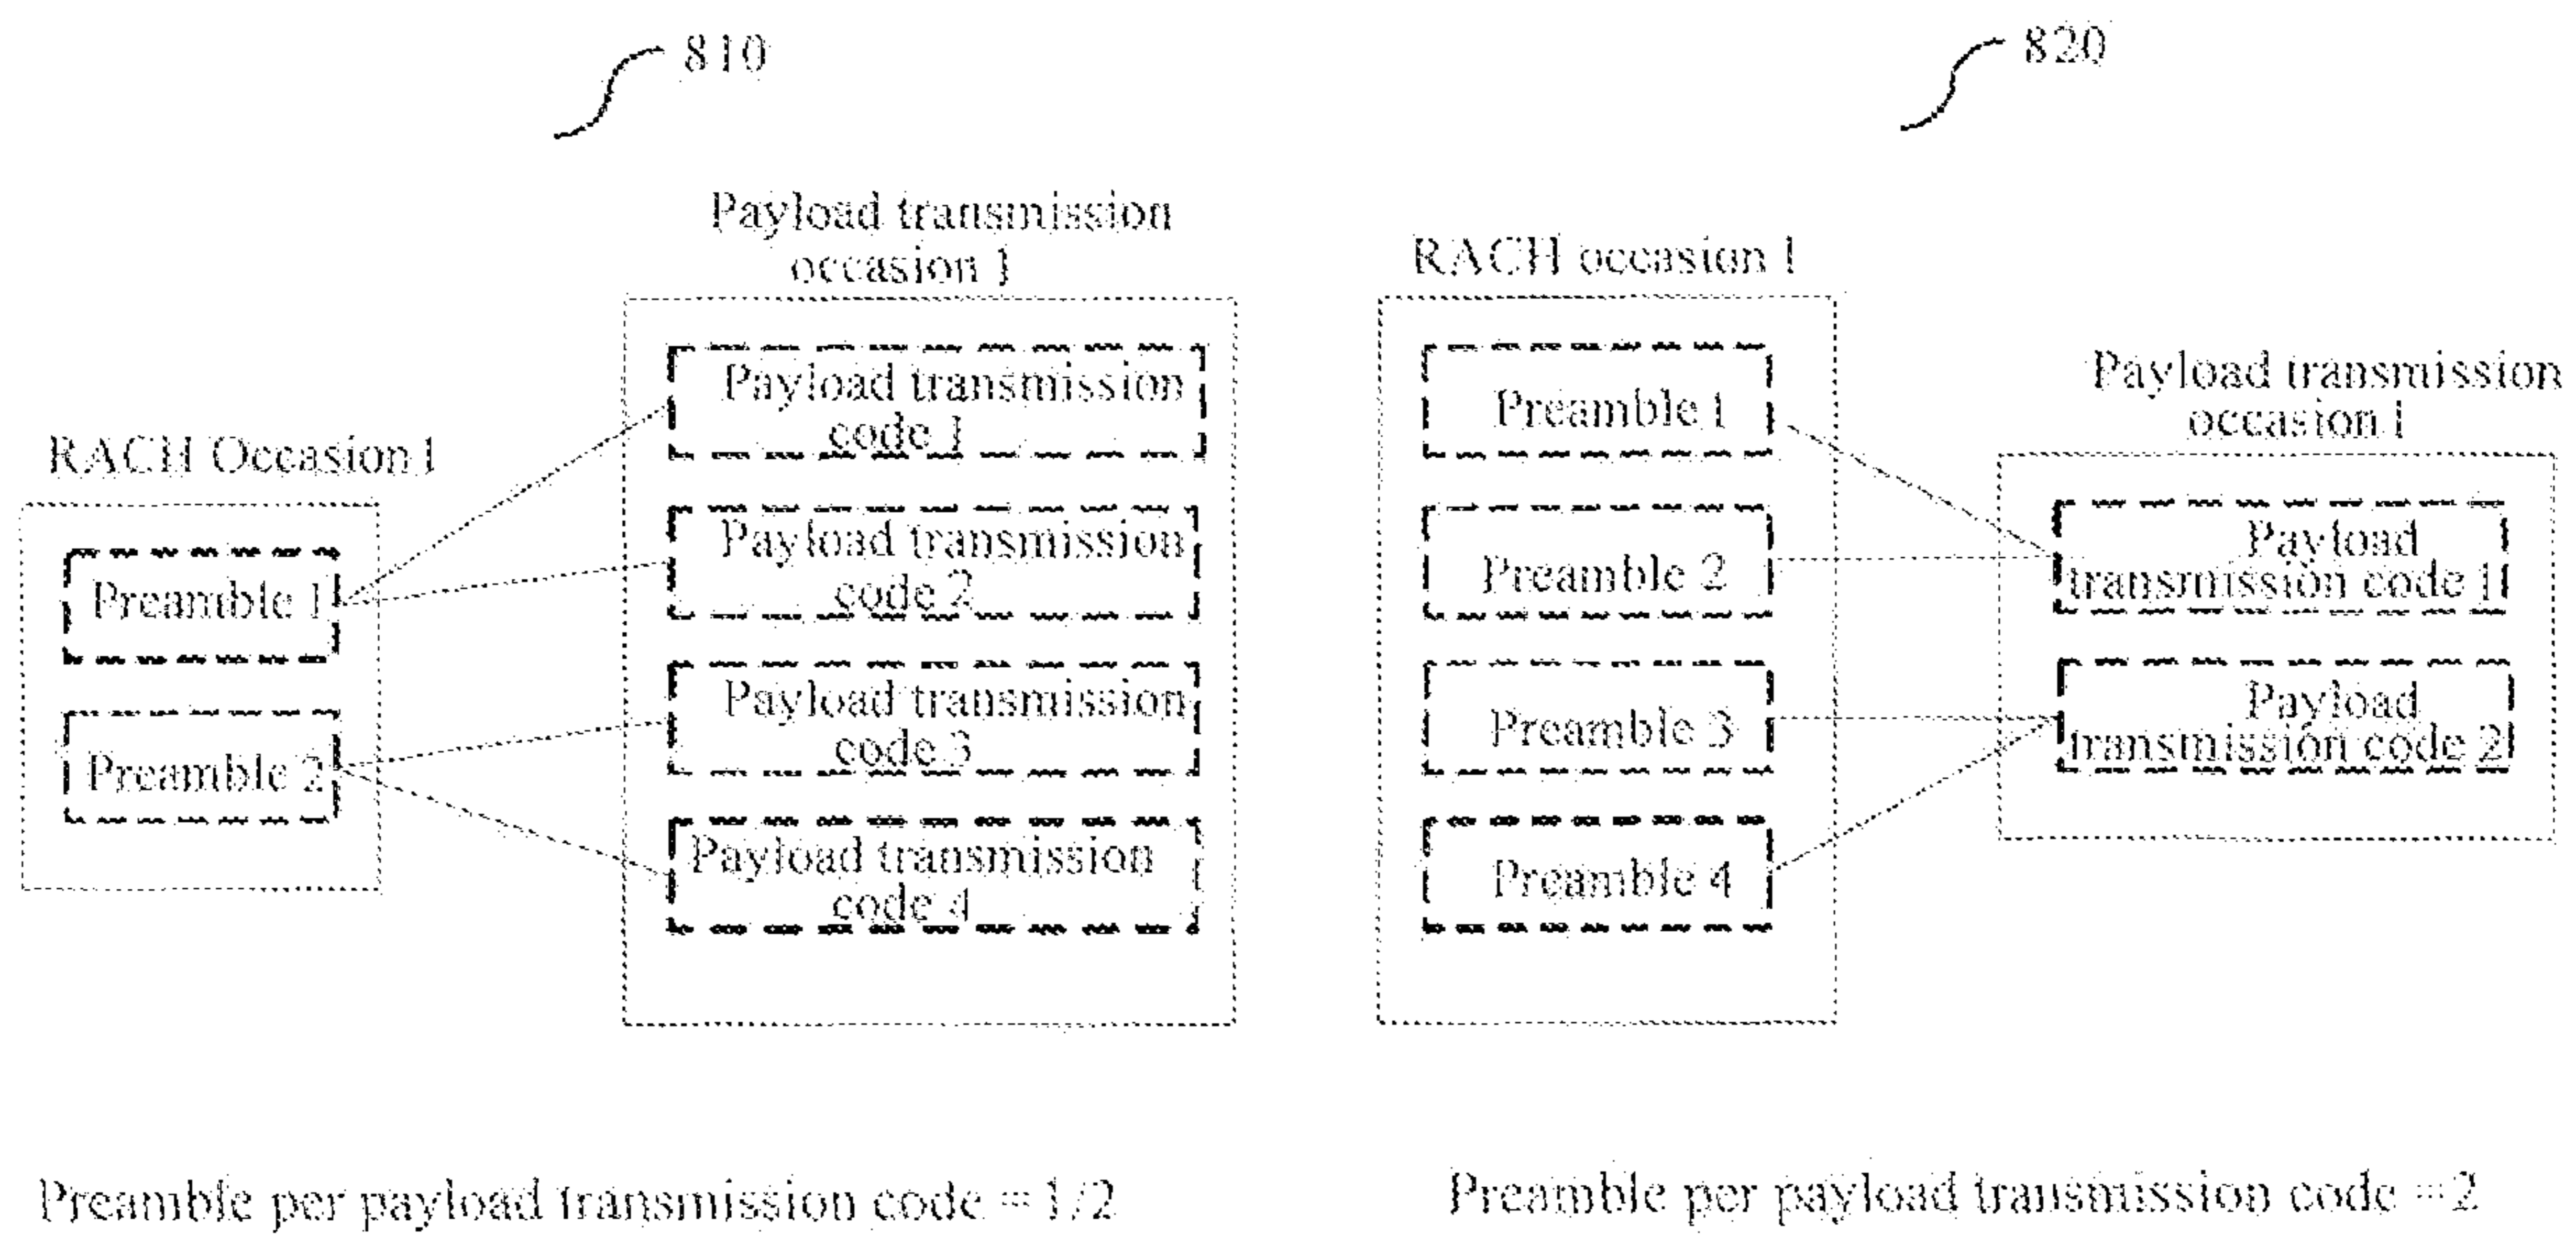 810
Payload transmission
occasion 1
RACH Occasion 1
Preamble 1
Preamble 2
Payload transmission
code 1
Payload transmission
code 2
Payload transmission
code 3
Payload transmission
code 4
Preamble per payload transmission code = 1/2
820
RACH occasion 1
Preamble 1
Preamble 2
Preamble 3
Preamble 4
Payload transmission
occasion 1
Payload
transmission code 1
Payload
transmission code 2
Preamble per payload transmission code = 2